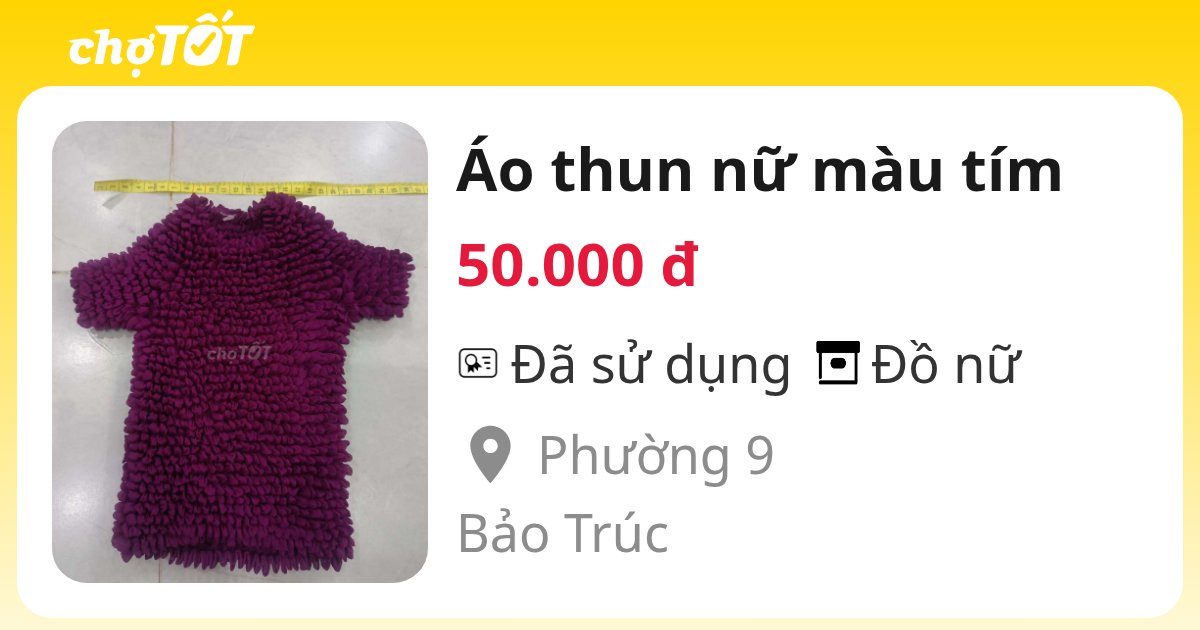 chợTỐT
Áo thun nữ màu tím
50.000 đ
Đã sử dụng Đồ nữ
chợTỐT
Phường 9
Bảo Trúc